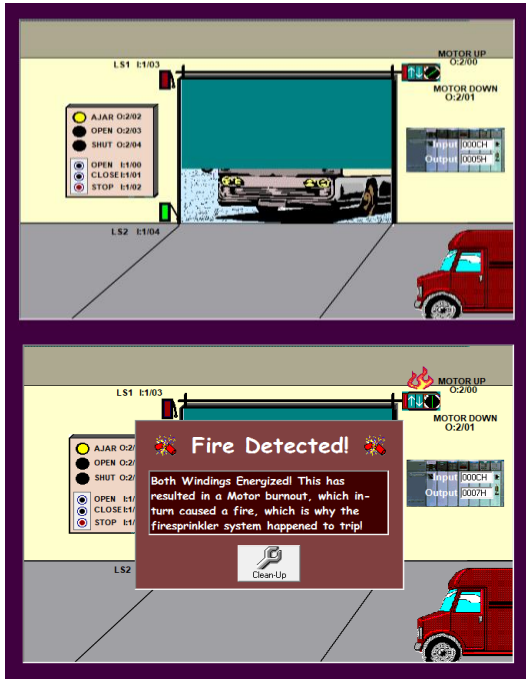 MOTOR UP
O:2/00
LS1 I:1/03
MOTOR DOWN
O:2/01
AJAR O:2/02
OPEN O:2/03
SHUT O:2/04
Input 000CH
Output 0005H
OPEN I:1/00
CLOSE I:1/01
STOP I:1/02
LS2 I:1/04
MOTOR UP
O:2/00
LS1 I:1/03
MOTOR DOWN
O:2/01
Fire Detected!
AJAR O:2/
OPEN O:2/
SHUT O:2/
Input 000CH
Output 0007H
Both Windings Energized! This has
resulted in a Motor burnout, which in-
turn caused a fire, which is why the
firesprinkler system happened to trip!
OPEN I:1/
CLOSE I:1/
STOP I:1/
Clean-Up
LS2